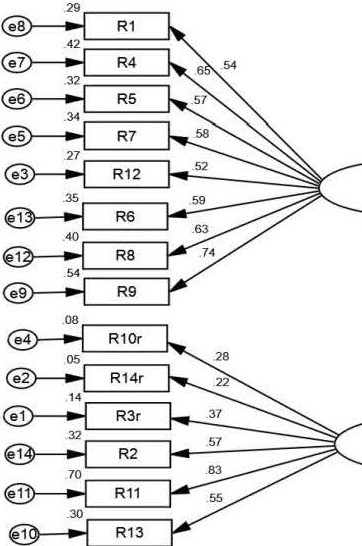 .29
e8 R1
.54
.42
e7 R4
.65
.32
e6 R5
.57
.34
e5 R7
.58
.27
e3 R12
.52
.35
e13 R6
.59
.40
e12 R8
.63
.54
e9 R9
.74
.08
e4 R10r
.28
.05
e2 R14r
.22
.14
e1 R3r
.37
.32
e14 R2
.57
.70
e11 R11
.83
.30
e10 R13
.55